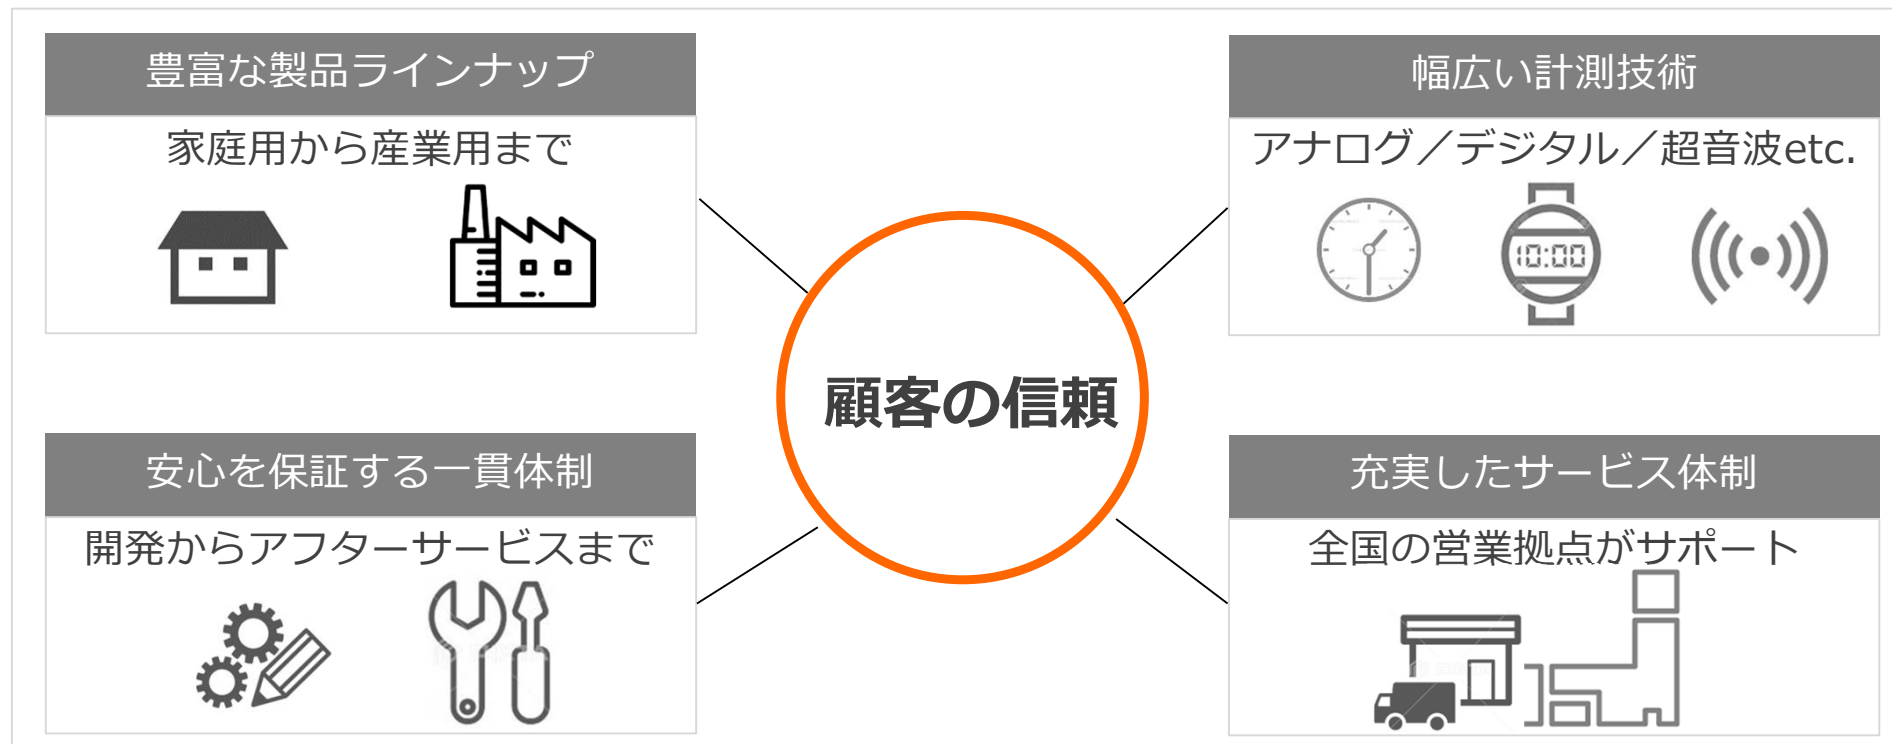 豊富な製品ラインナップ
家庭用から産業用まで
幅広い計測技術
アナログ／デジタル／超音波etc.
10:00
顧客の信頼
安心を保証する一貫体制
開発からアフターサービスまで
充実したサービス体制
全国の営業拠点がサポート